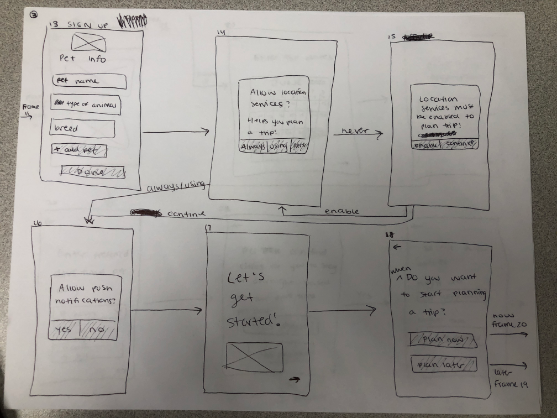 3
13 SIGN UP
Pet Info
pet name
type of animal
breed
+ add pet
Done
frame
14
Allow location
services?
Helps you plan
a trip!
Always
using
never
never
15
Location
services must
be enabled to
plan trip!
enable
continue
always/using
enable
continue
16
Allow push
notifications?
yes
no
17
Let's
get
started!
18
when
Do you want
to start planning
a trip?
plan now
plan later
now
frame 20
later
frame 19